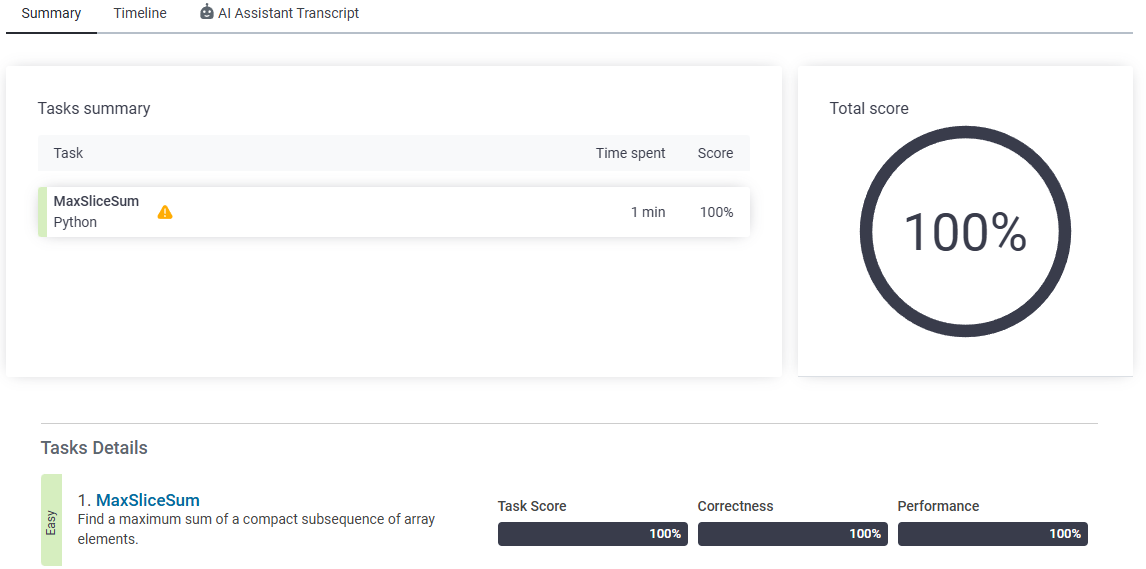 Summary Timeline AI Assistant Transcript
Tasks summary
Task Time spent Score
MaxSliceSum
Python
1 min 100%
Total score
100%
Tasks Details
Easy
1. MaxSliceSum
Find a maximum sum of a compact subsequence of array
elements.
Task Score Correctness Performance
100% 100% 100%